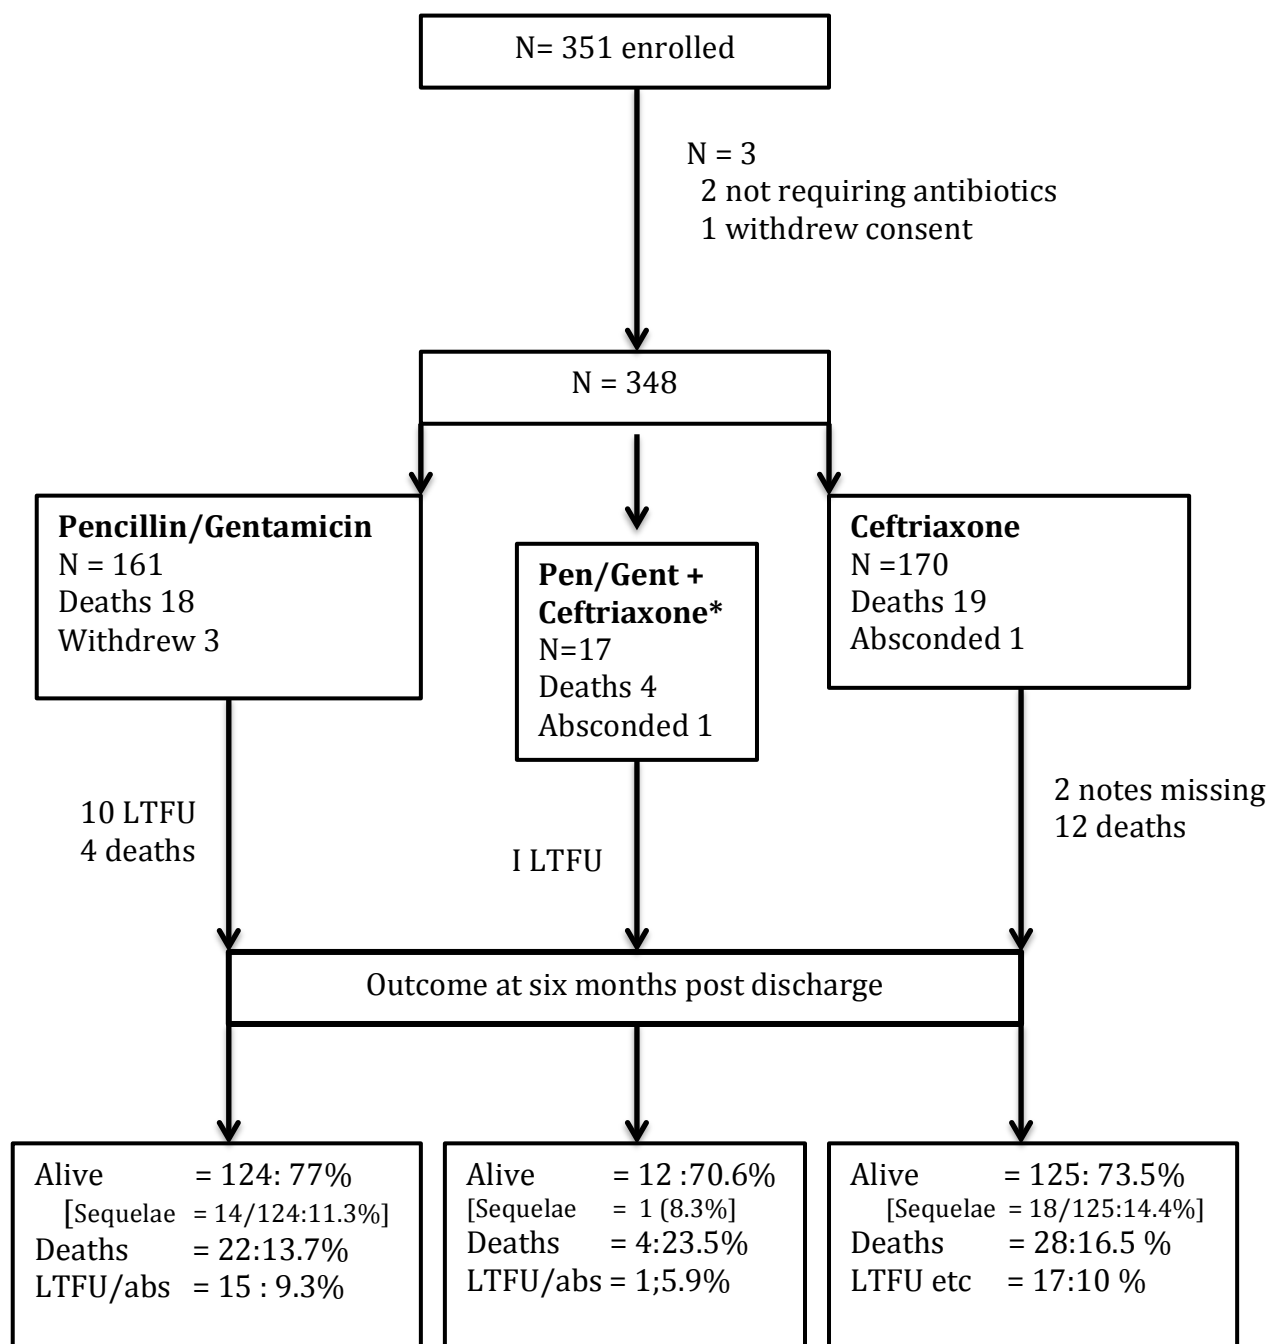 N= 351 enrolled
N = 3
2 not requiring antibiotics
1 withdrew consent
N = 348
Pencillin/Gentamicin
N = 161
Deaths 18
Withdrew 3
Pen/Gent +
Ceftriaxone*
N=17
Deaths 4
Absconded 1
Ceftriaxone
N =170
Deaths 19
Absconded 1
10 LTFU
4 deaths
I LTFU
2 notes missing
12 deaths
Outcome at six months post discharge
Alive = 124: 77%
[Sequelae = 14/124:11.3%]
Deaths = 22:13.7%
LTFU/abs = 15 : 9.3%
Alive = 12 :70.6%
[Sequelae = 1 (8.3%]
Deaths = 4:23.5%
LTFU/abs = 1;5.9%
Alive = 125: 73.5%
[Sequelae = 18/125:14.4%]
Deaths = 28:16.5 %
LTFU etc = 17:10 %